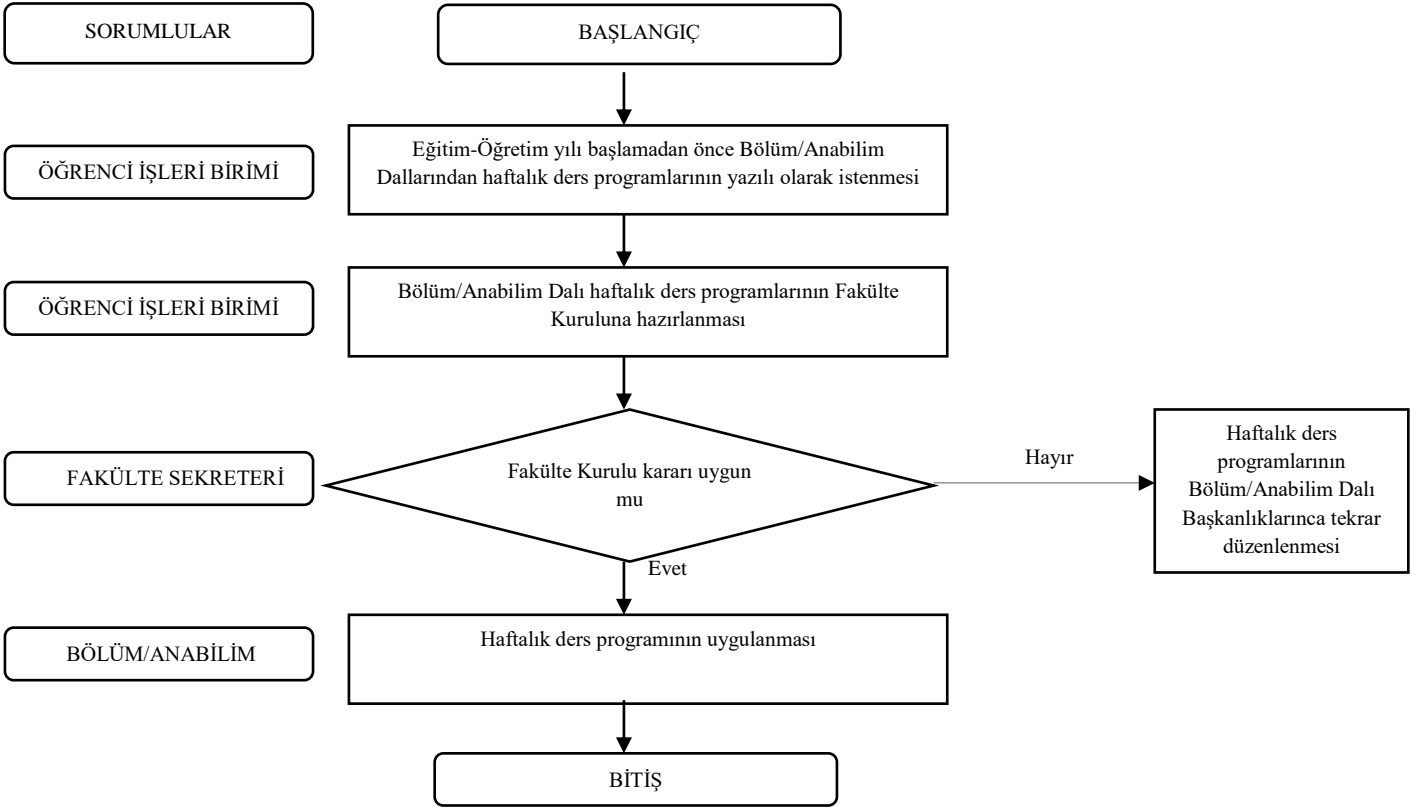 SORUMLULAR
BAŞLANGIÇ
ÖĞRENCİ İŞLERİ BİRİMİ
Eğitim-Öğretim yılı başlamadan önce Bölüm/Anabilim
Dallarından haftalık ders programlarının yazılı olarak istenmesi
ÖĞRENCİ İŞLERİ BİRİMİ
Bölüm/Anabilim Dalı haftalık ders programlarının Fakülte
Kuruluna hazırlanması
FAKÜLTE SEKRETERİ
Fakülte Kurulu kararı uygun
mu
Hayır
Haftalık ders
programlarının
Bölüm/Anabilim Dalı
Başkanlıklarınca tekrar
düzenlenmesi
Evet
BÖLÜM/ANABİLİM
Haftalık ders programının uygulanması
BİTİŞ